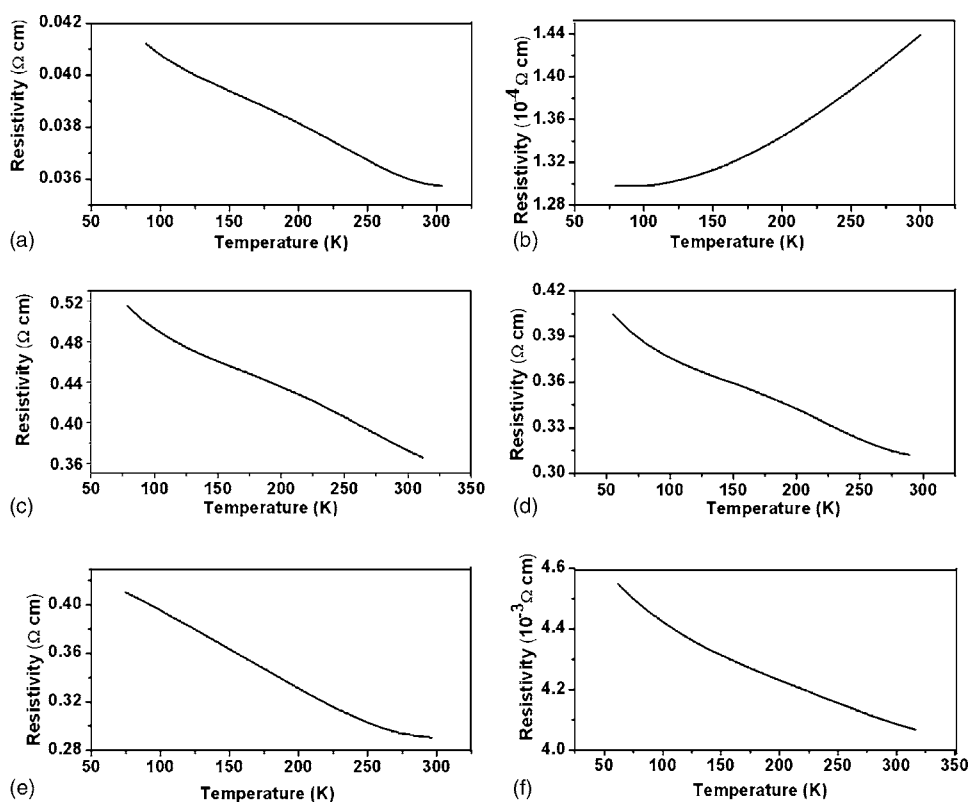 0.042
0.040
0.038
0.036
Resistivity (Ω cm)
50 100 150 200 250 300
Temperature (K)
(a)
1.44
1.40
1.36
1.32
1.28
Resistivity (10⁻⁴ Ω cm)
50 100 150 200 250 300
Temperature (K)
(b)
0.52
0.48
0.44
0.40
0.36
Resistivity (Ω cm)
50 100 150 200 250 300 350
Temperature (K)
(c)
0.42
0.39
0.36
0.33
0.30
Resistivity (Ω cm)
50 100 150 200 250 300
Temperature (K)
(d)
0.40
0.36
0.32
0.28
Resistivity (Ω cm)
50 100 150 200 250 300
Temperature (K)
(e)
4.6
4.4
4.2
4.0
Resistivity (10⁻³Ω cm)
50 100 150 200 250 300 350
Temperature (K)
(f)